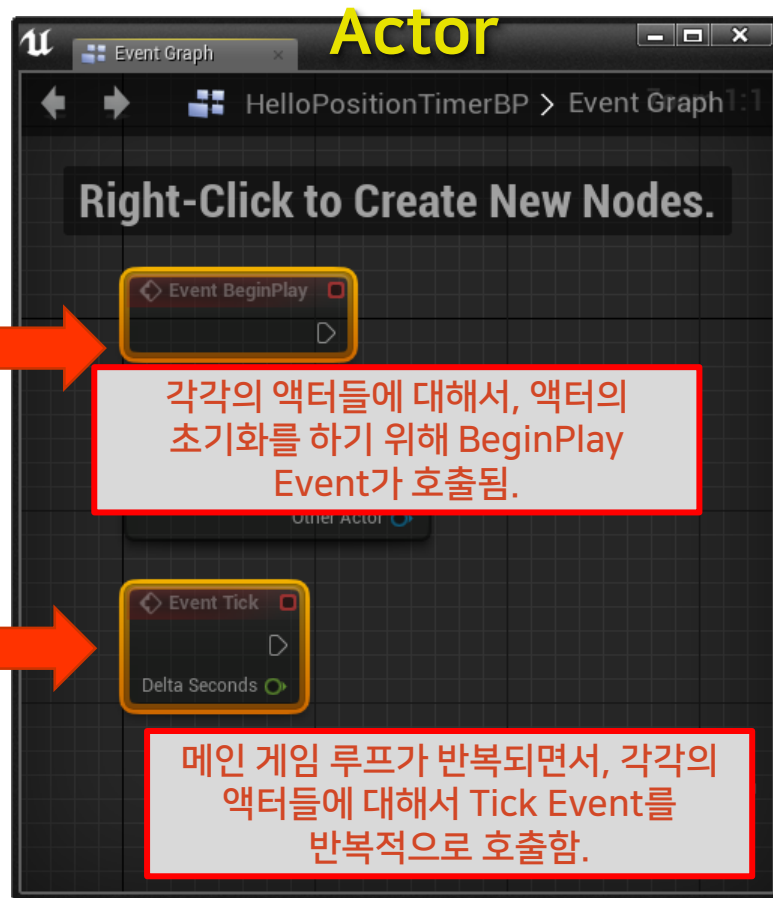 Actor
Event Graph
HelloPositionTimerBP > Event Graph
Right-Click to Create New Nodes.
Event BeginPlay
각각의 액터들에 대해서, 액터의
초기화를 하기 위해 BeginPlay
Event가 호출됨.
Other Actor
Event Tick
Delta Seconds
메인 게임 루프가 반복되면서, 각각의
액터들에 대해서 Tick Event를
반복적으로 호출함.